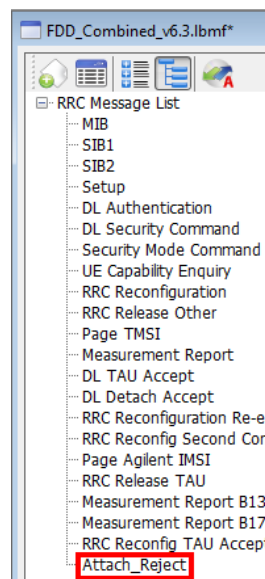 FDD_Combined_v6.3.lbmf*
RRC Message List
MIB
SIB1
SIB2
Setup
DL Authentication
DL Security Command
Security Mode Command
UE Capability Enquiry
RRC Reconfiguration
RRC Release Other
Page TMSI
Measurement Report
DL TAU Accept
DL Detach Accept
RRC Reconfiguration Re-e
RRC Reconfig Second Con
Page Agilent IMSI
RRC Release TAU
Measurement Report B13
Measurement Report B17
RRC Reconfig TAU Accept
Attach_Reject